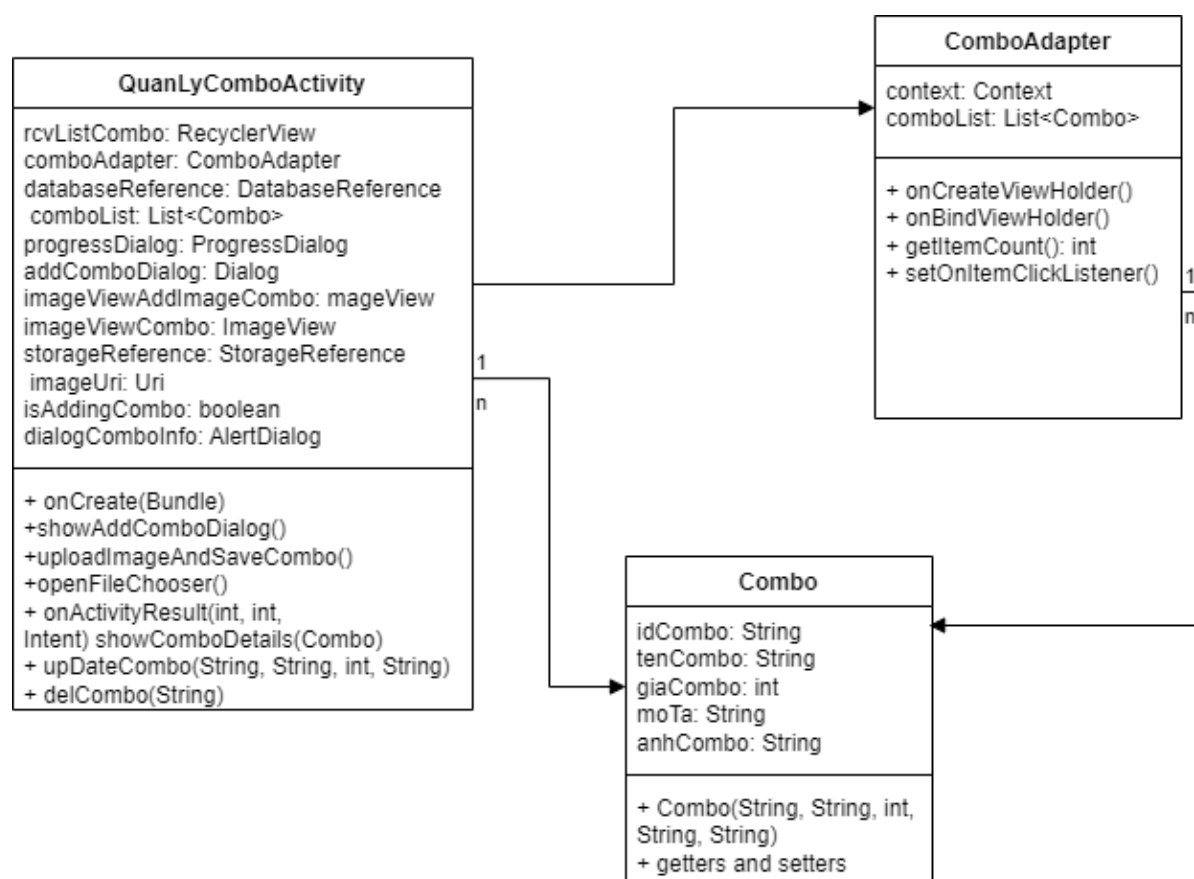 QuanLyComboActivity
rcvListCombo: RecyclerView
comboAdapter: ComboAdapter
databaseReference: DatabaseReference
comboList: List<Combo>
progressDialog: ProgressDialog
addComboDialog: Dialog
imageViewAddImageCombo: mageView
imageViewCombo: ImageView
storageReference: StorageReference
imageUri: Uri
isAddingCombo: boolean
dialogComboInfo: AlertDialog
+ onCreate(Bundle)
+showAddComboDialog()
+uploadImageAndSaveCombo()
+openFileChooser()
+ onActivityResult(int, int,
Intent) showComboDetails(Combo)
+ upDateCombo(String, String, int, String)
+ delCombo(String)
1
n
ComboAdapter
context: Context
comboList: List<Combo>
+ onCreateViewHolder()
+ onBindViewHolder()
+ getItemCount(): int
+ setOnItemClickListener()
1
n
Combo
idCombo: String
tenCombo: String
giaCombo: int
moTa: String
anhCombo: String
+ Combo(String, String, int,
String, String)
+ getters and setters